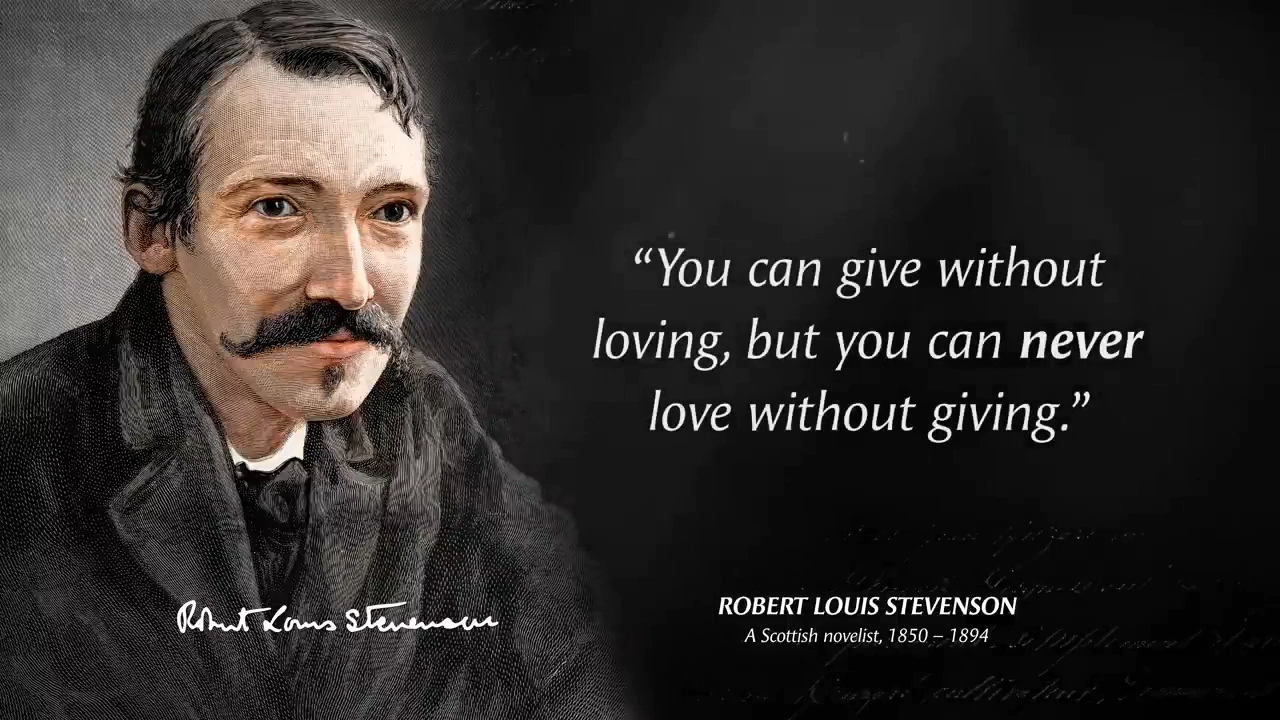 “You can give without
loving, but you can never
love without giving.”
Robert Louis Stevenson
ROBERT LOUIS STEVENSON
A Scottish novelist, 1850 – 1894